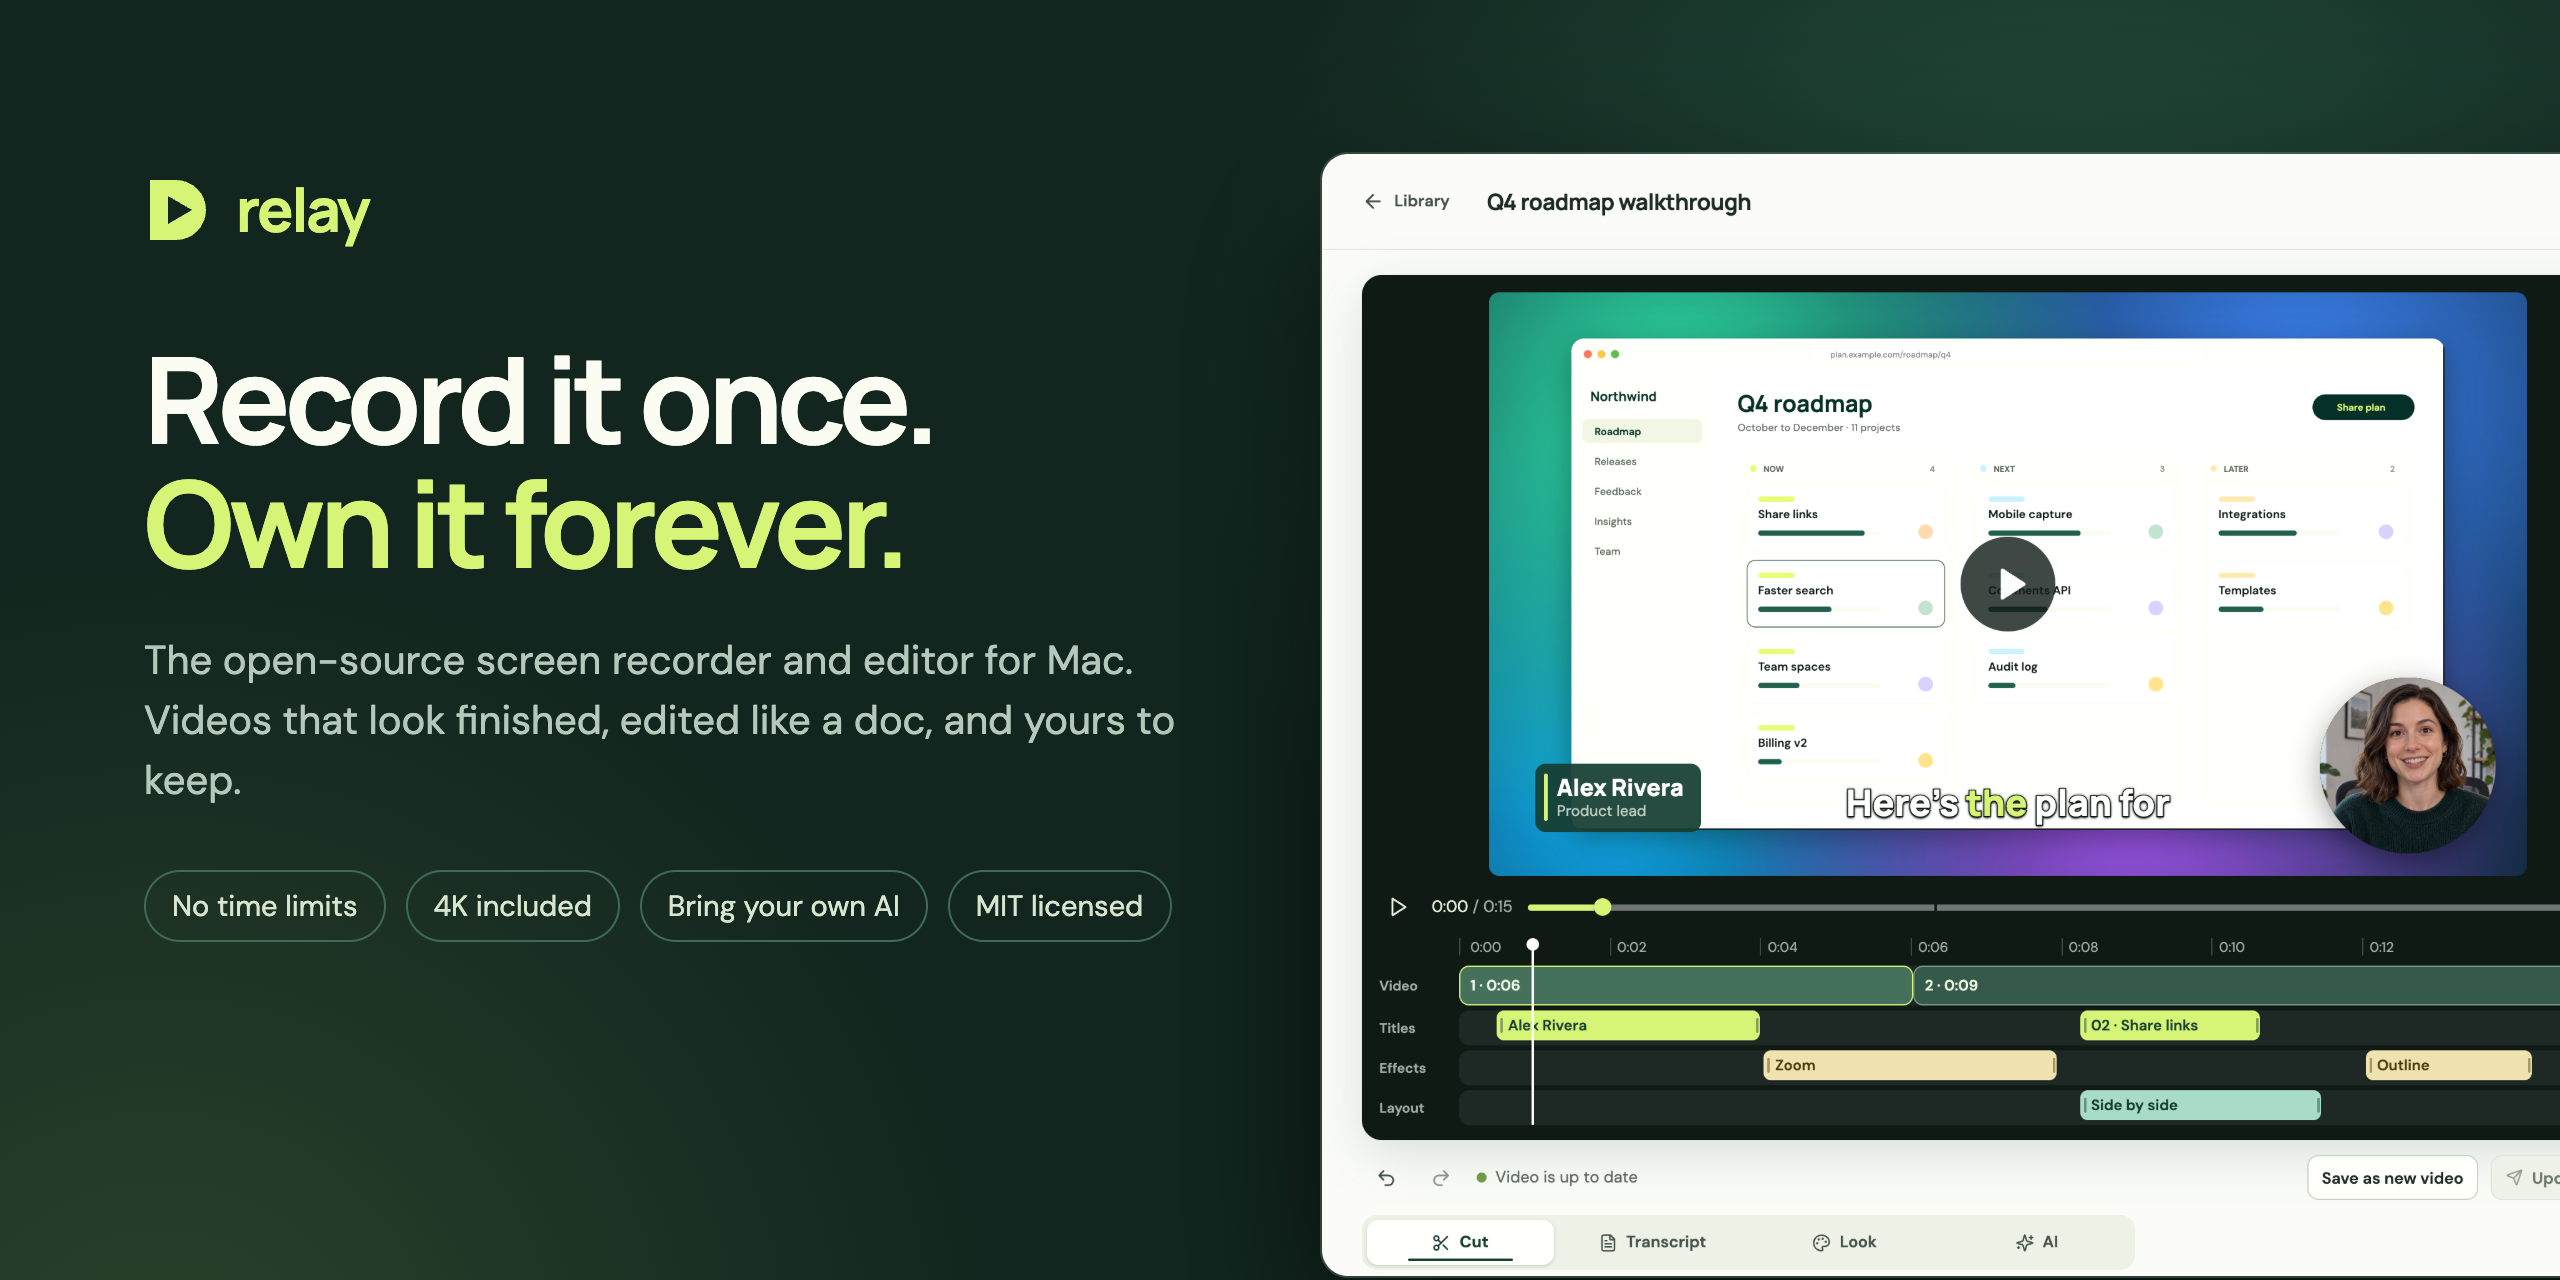 relay
Record it once.
Own it forever.
The open-source screen recorder and editor for Mac.
Videos that look finished, edited like a doc, and yours to
keep.
No time limits
4K included
Bring your own AI
MIT licensed
Library
Q4 roadmap walkthrough
plan.example.com/roadmap/q4
Northwind
Roadmap
Releases
Feedback
Insights
Team
Q4 roadmap
October to December · 11 projects
Share plan
NOW 4
Share links
Faster search
Team spaces
Billing v2
NEXT 3
Mobile capture
API
Audit log
LATER 2
Integrations
Templates
Alex Rivera
Product lead
Here's the plan for
0:00 / 0:15
0:00 0:02 0:04 0:06 0:08 0:10 0:12
Video 1 · 0:06 2 · 0:09
Titles Alex Rivera 02 · Share links
Effects Zoom Outline
Layout Side by side
Video is up to date
Save as new video
Cut
Transcript
Look
AI